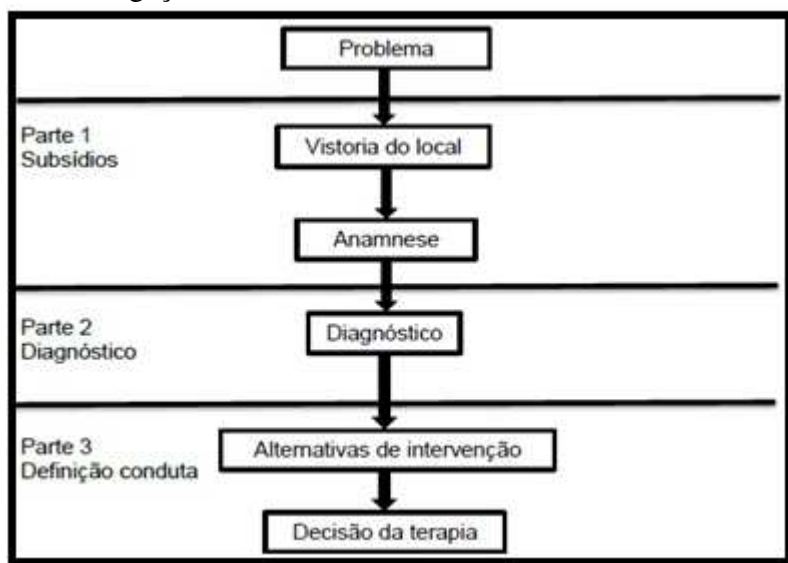 Problema
Parte 1
Subsídios
Vistoria do local
Anamnese
Parte 2
Diagnóstico
Diagnóstico
Parte 3
Definição conduta
Alternativas de intervenção
Decisão da terapia